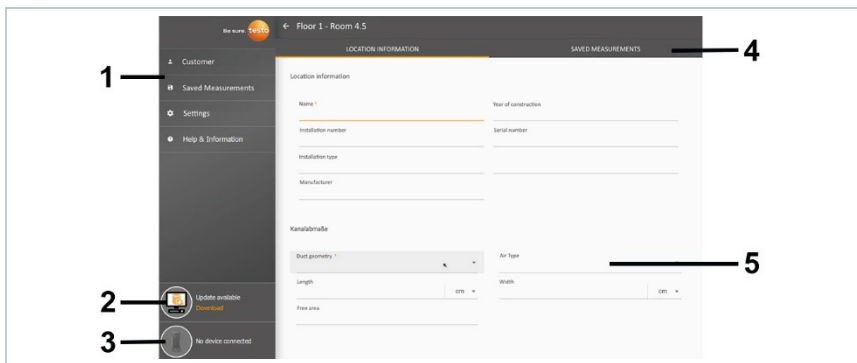 Be sure. testo
← Floor 1 - Room 4.5
LOCATION INFORMATION
SAVED MEASUREMENTS
4
1
Customer
Saved Measurements
Settings
Help & Information
Location information
Name *
Year of construction
Installation number
Serial number
Installation type
Manufacturer
Kanalabmaße
Duct geometry *
Air Type
5
Length
cm
Width
cm
Free area
2
Update available
Download
3
No device connected